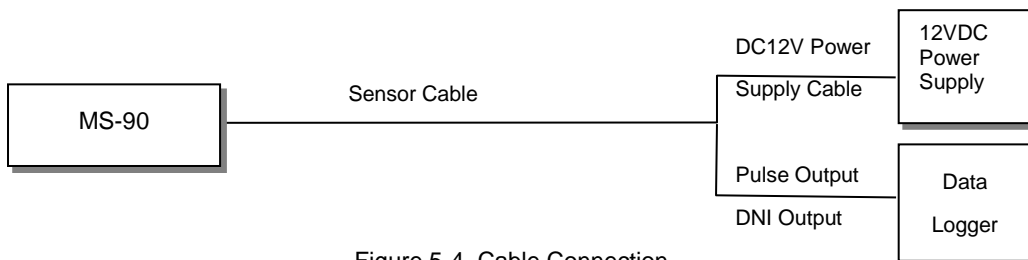 MS-90
Sensor Cable
DC12V Power
Supply Cable
12VDC
Power
Supply
Pulse Output
DNI Output
Data
Logger
Figure 5-4. Cable Connection